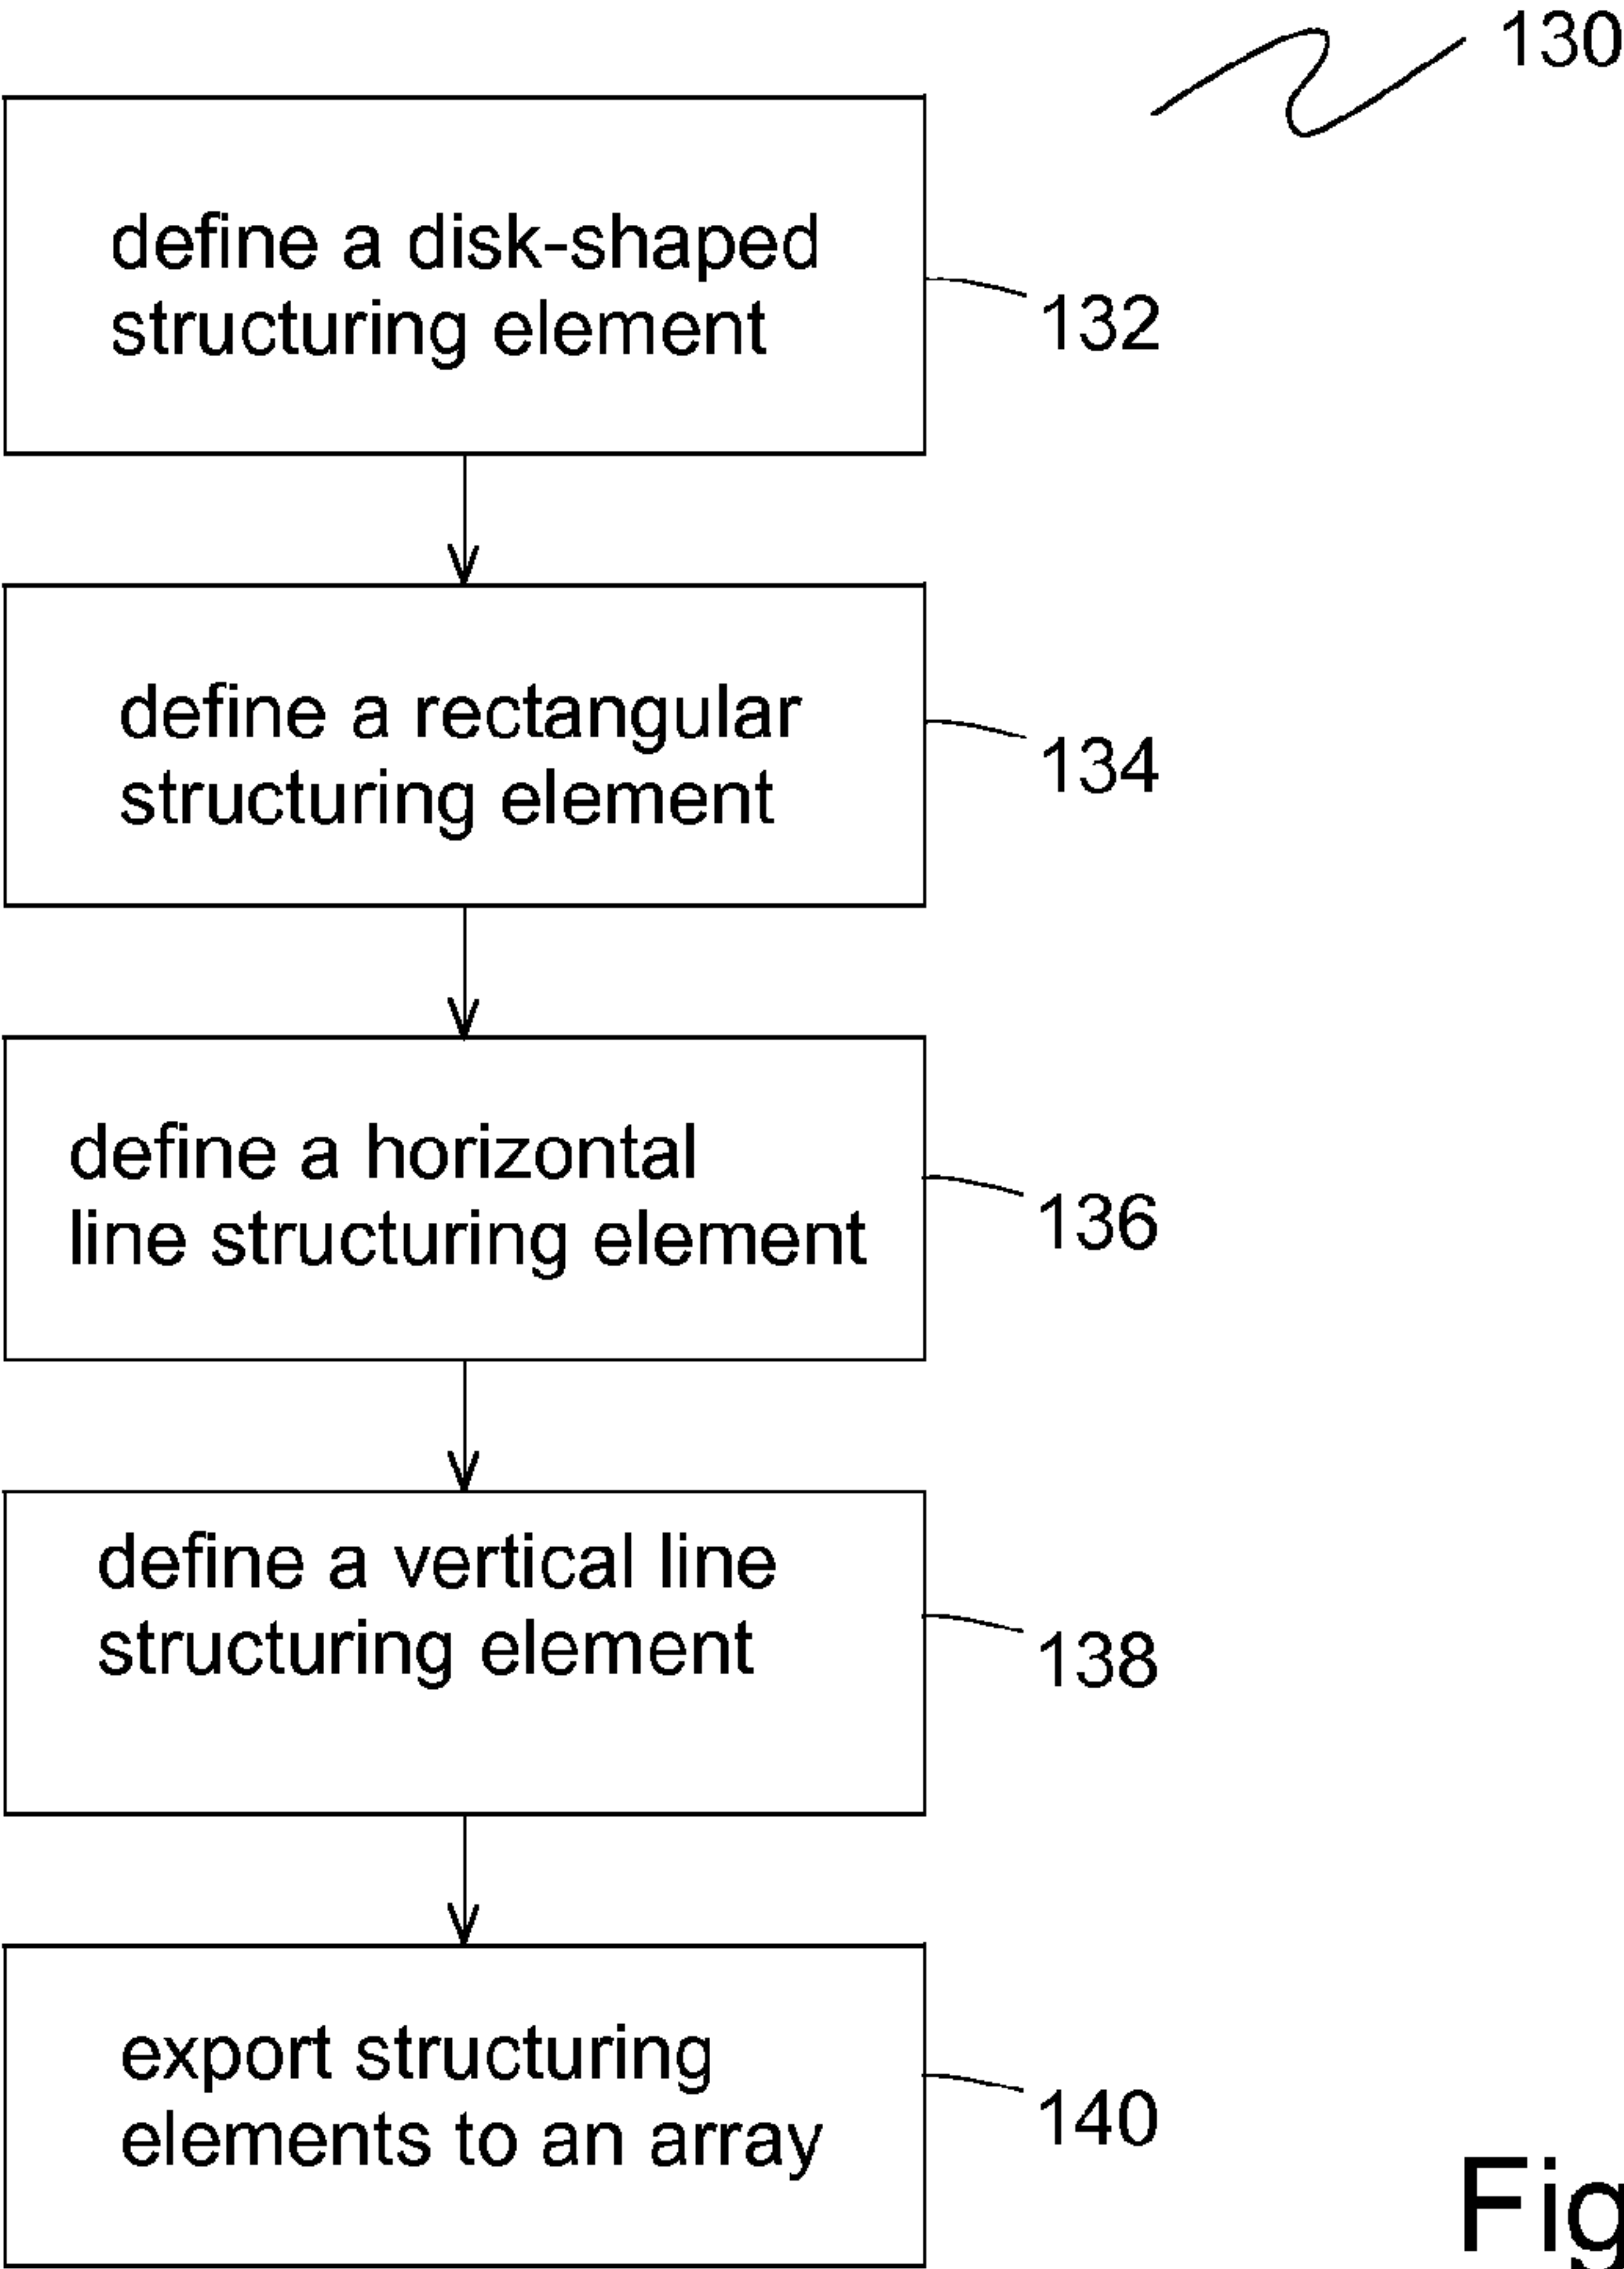 130
define a disk-shaped
structuring element
132
define a rectangular
structuring element
134
define a horizontal
line structuring element
136
define a vertical line
structuring element
138
export structuring
elements to an array
140
Fig